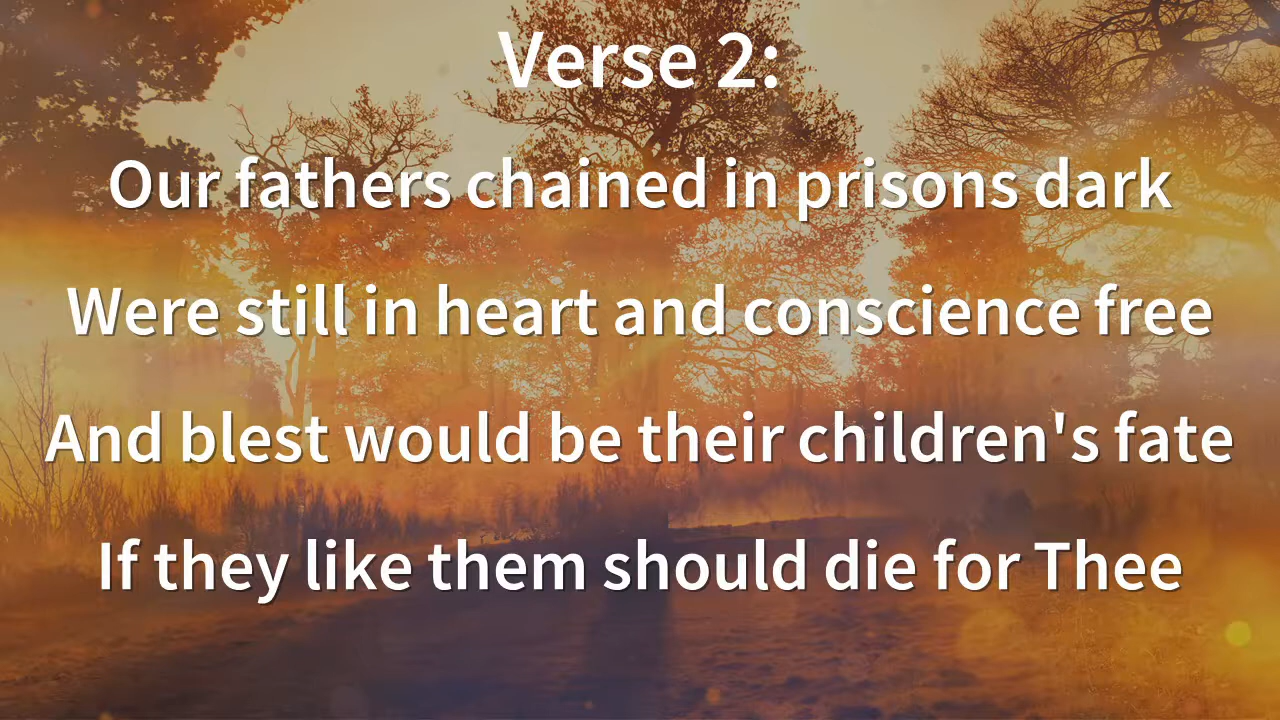 Verse 2:
Our fathers chained in prisons dark
Were still in heart and conscience free
And blest would be their children's fate
If they like them should die for Thee